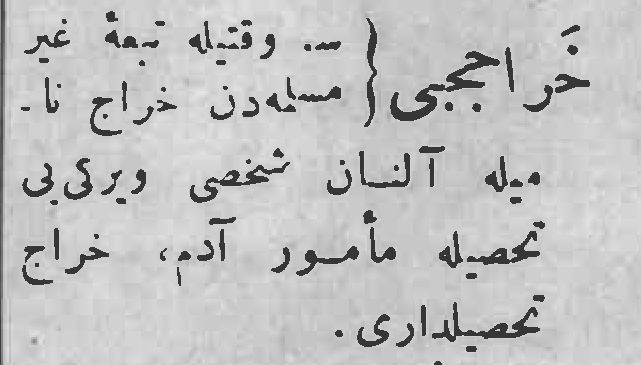 خَراججی { س. وقتیله تبعهٔ غیر
مسلمه‌دن خراج نا-
میله آلنان شخصی ویرکی‌یی
تحصیله مأمور آدم، خراج
تحصیلداری.